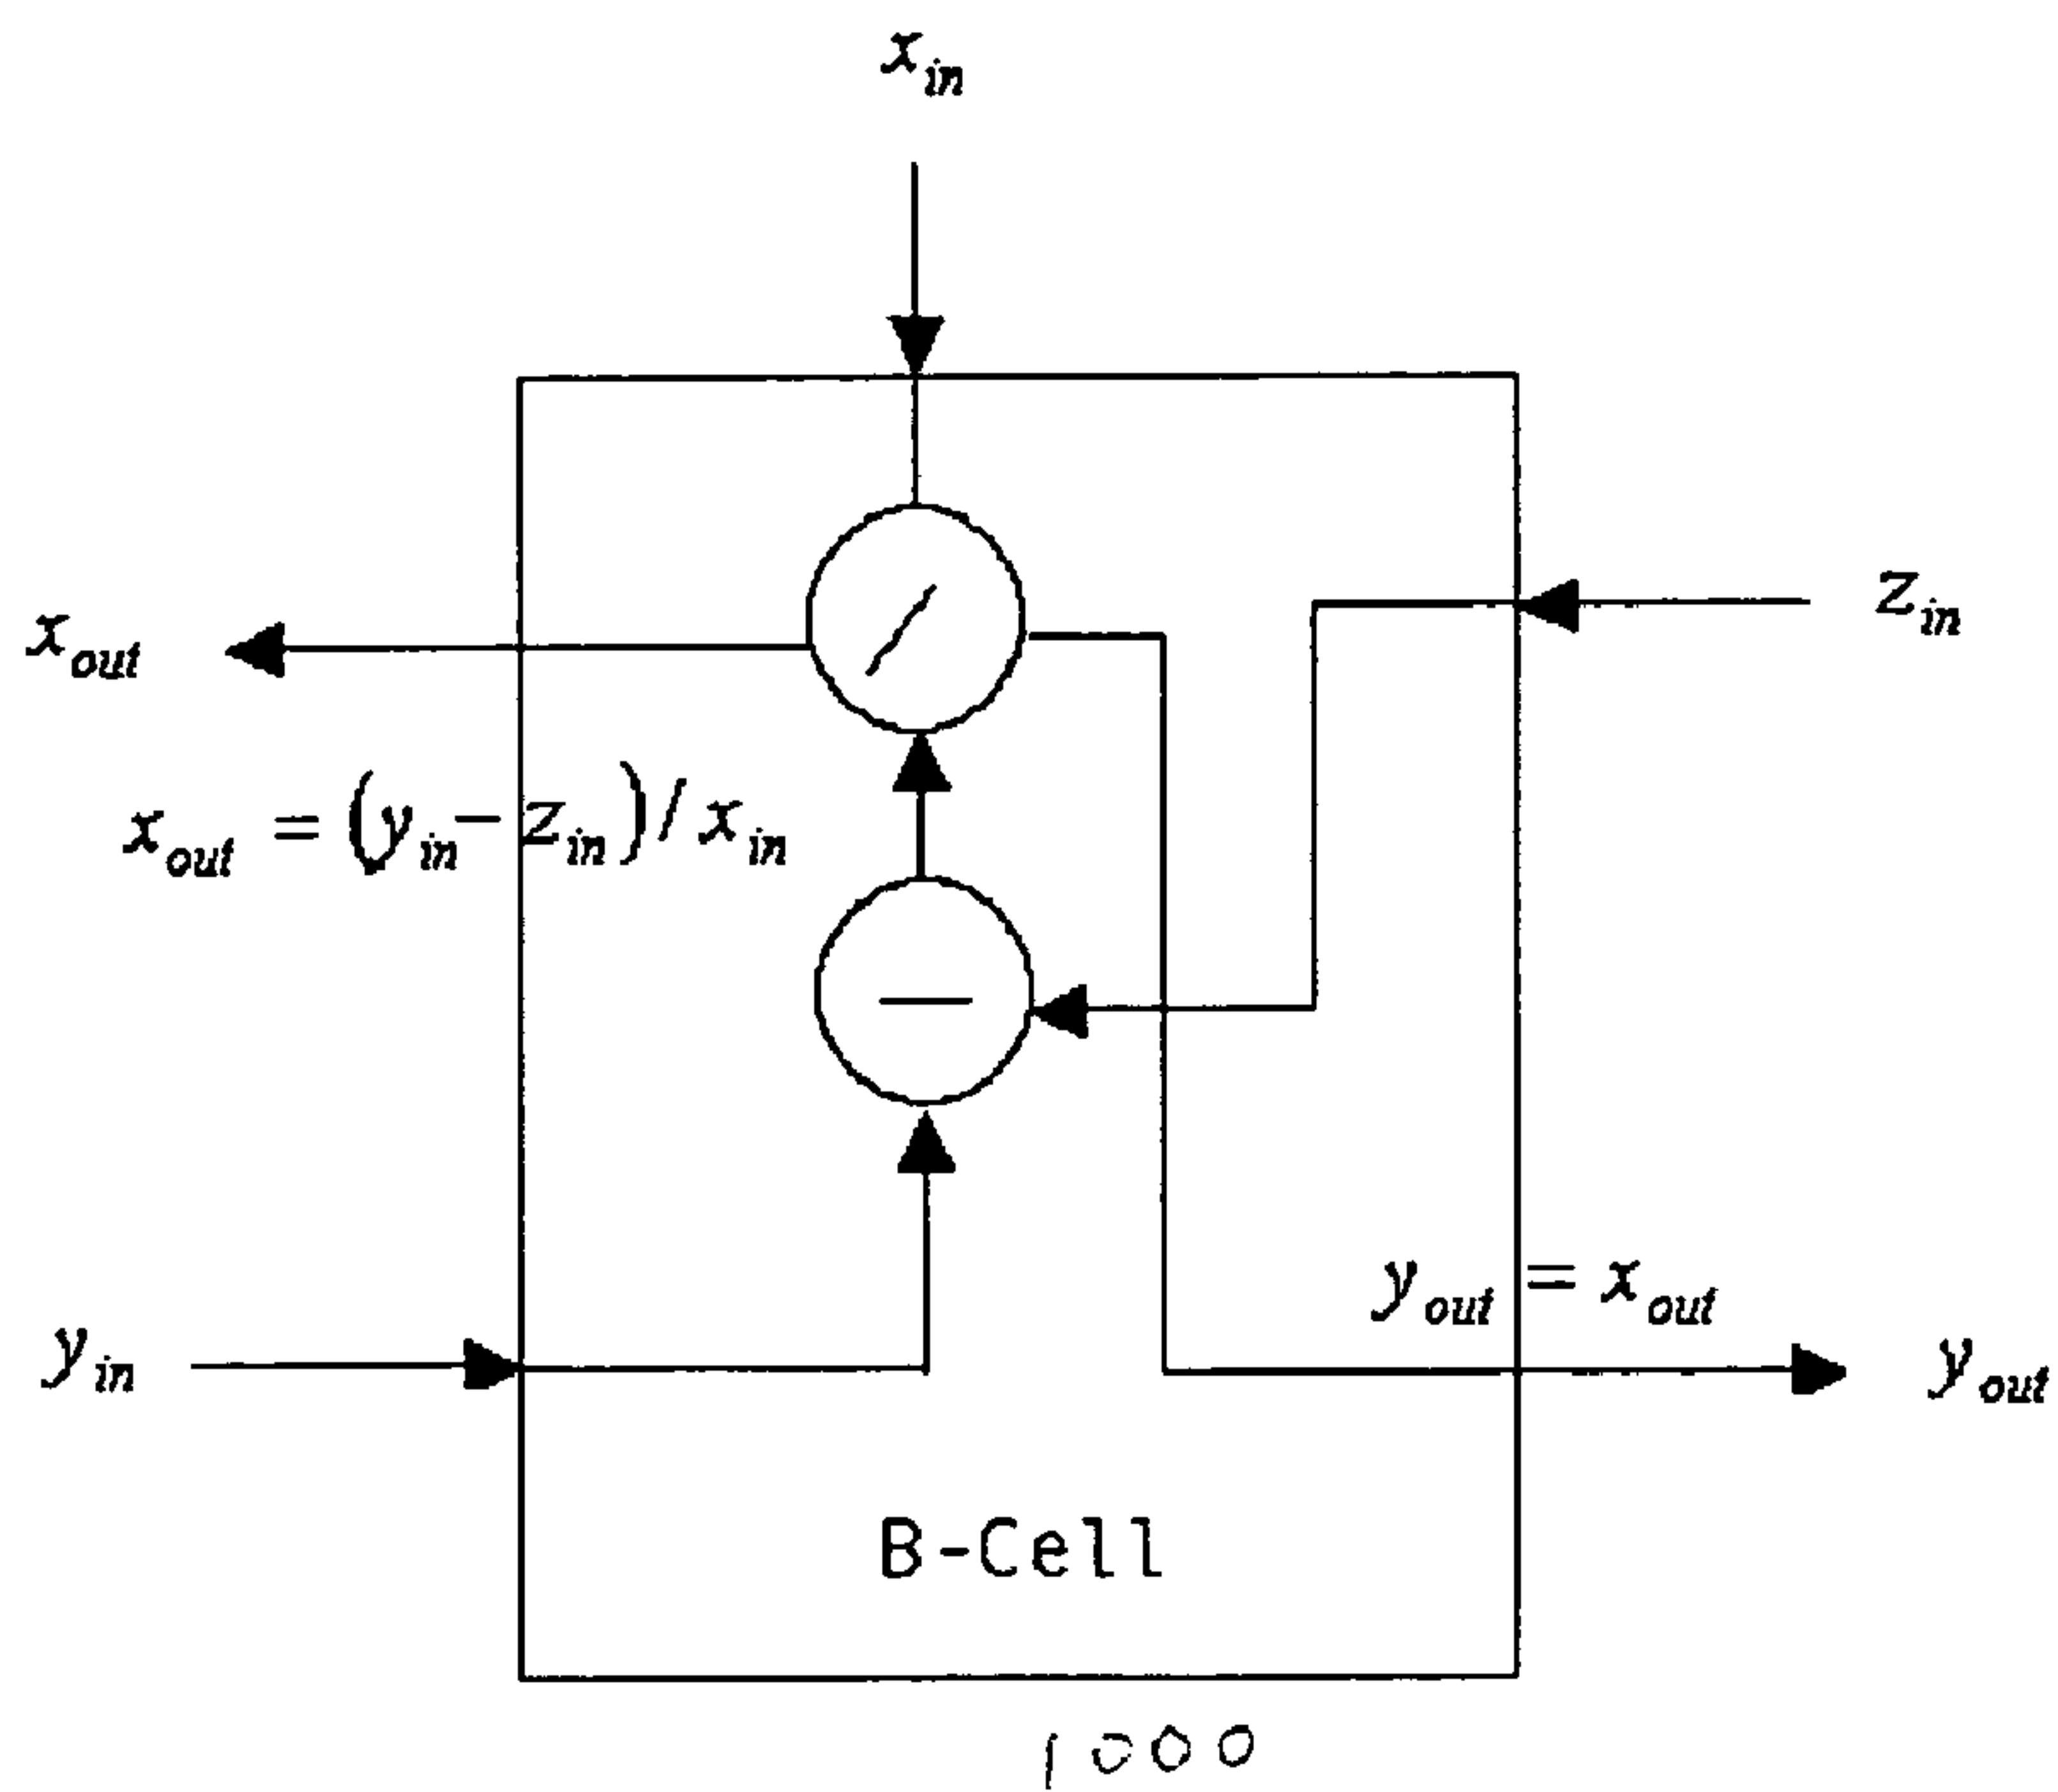 x_in
z_in
x_out
x_out = (y_in - z_in) / x_in
—
y_out = x_out
y_in
y_out
B-Cell
1000